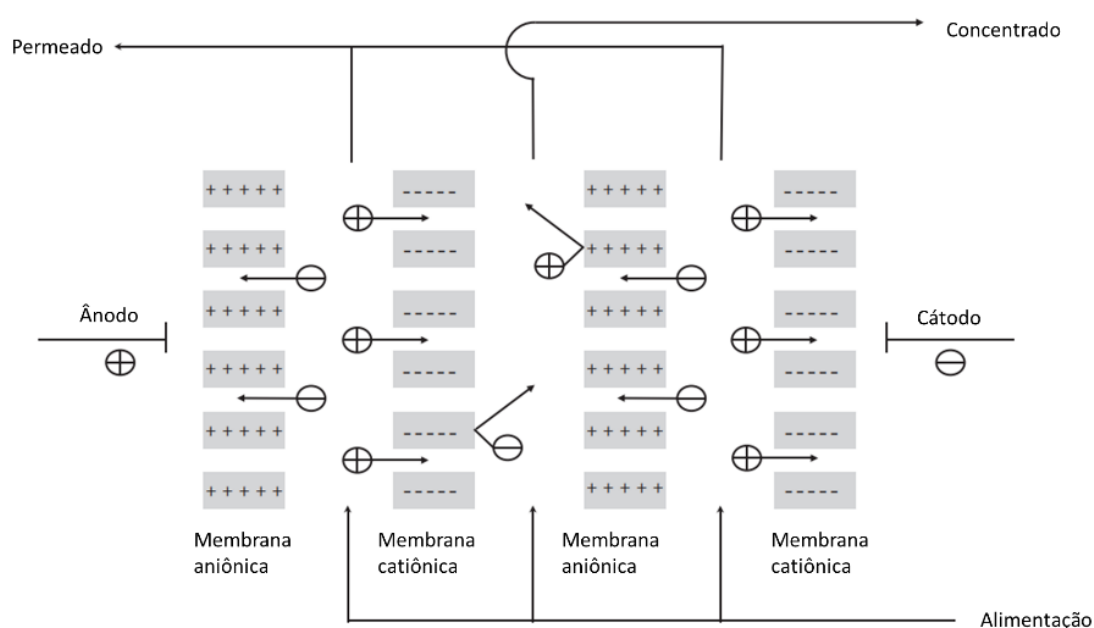 Concentrado
Permeado
+ + + + +
- - - - -
+ + + + +
- - - - -
+ + + + +
- - - - -
+ + + + +
- - - - -
+ + + + +
- - - - -
+ + + + +
- - - - -
Ânodo
Cátodo
+ + + + +
- - - - -
+ + + + +
- - - - -
+ + + + +
- - - - -
+ + + + +
- - - - -
+ + + + +
- - - - -
+ + + + +
- - - - -
Membrana
aniônica
Membrana
catiônica
Membrana
aniônica
Membrana
catiônica
Alimentação